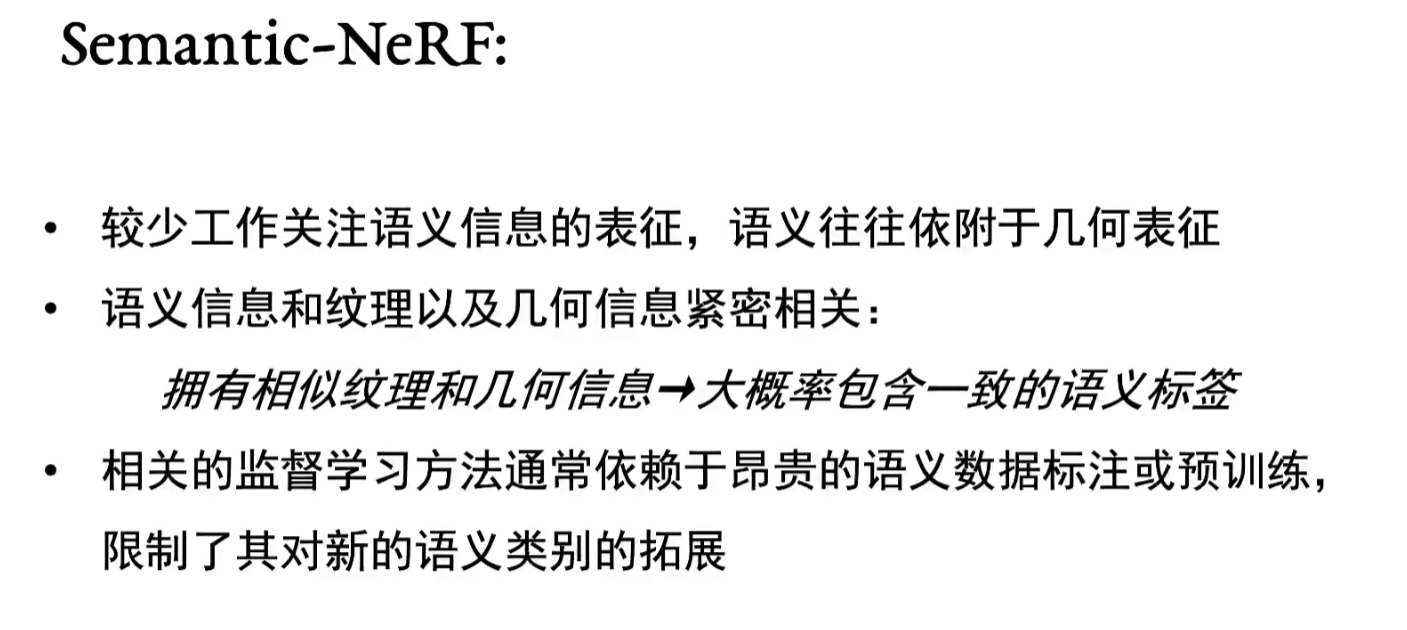 Semantic-NeRF:
• 较少工作关注语义信息的表征，语义往往依附于几何表征
• 语义信息和纹理以及几何信息紧密相关：
拥有相似纹理和几何信息→大概率包含一致的语义标签
• 相关的监督学习方法通常依赖于昂贵的语义数据标注或预训练，
限制了其对新的语义类别的拓展